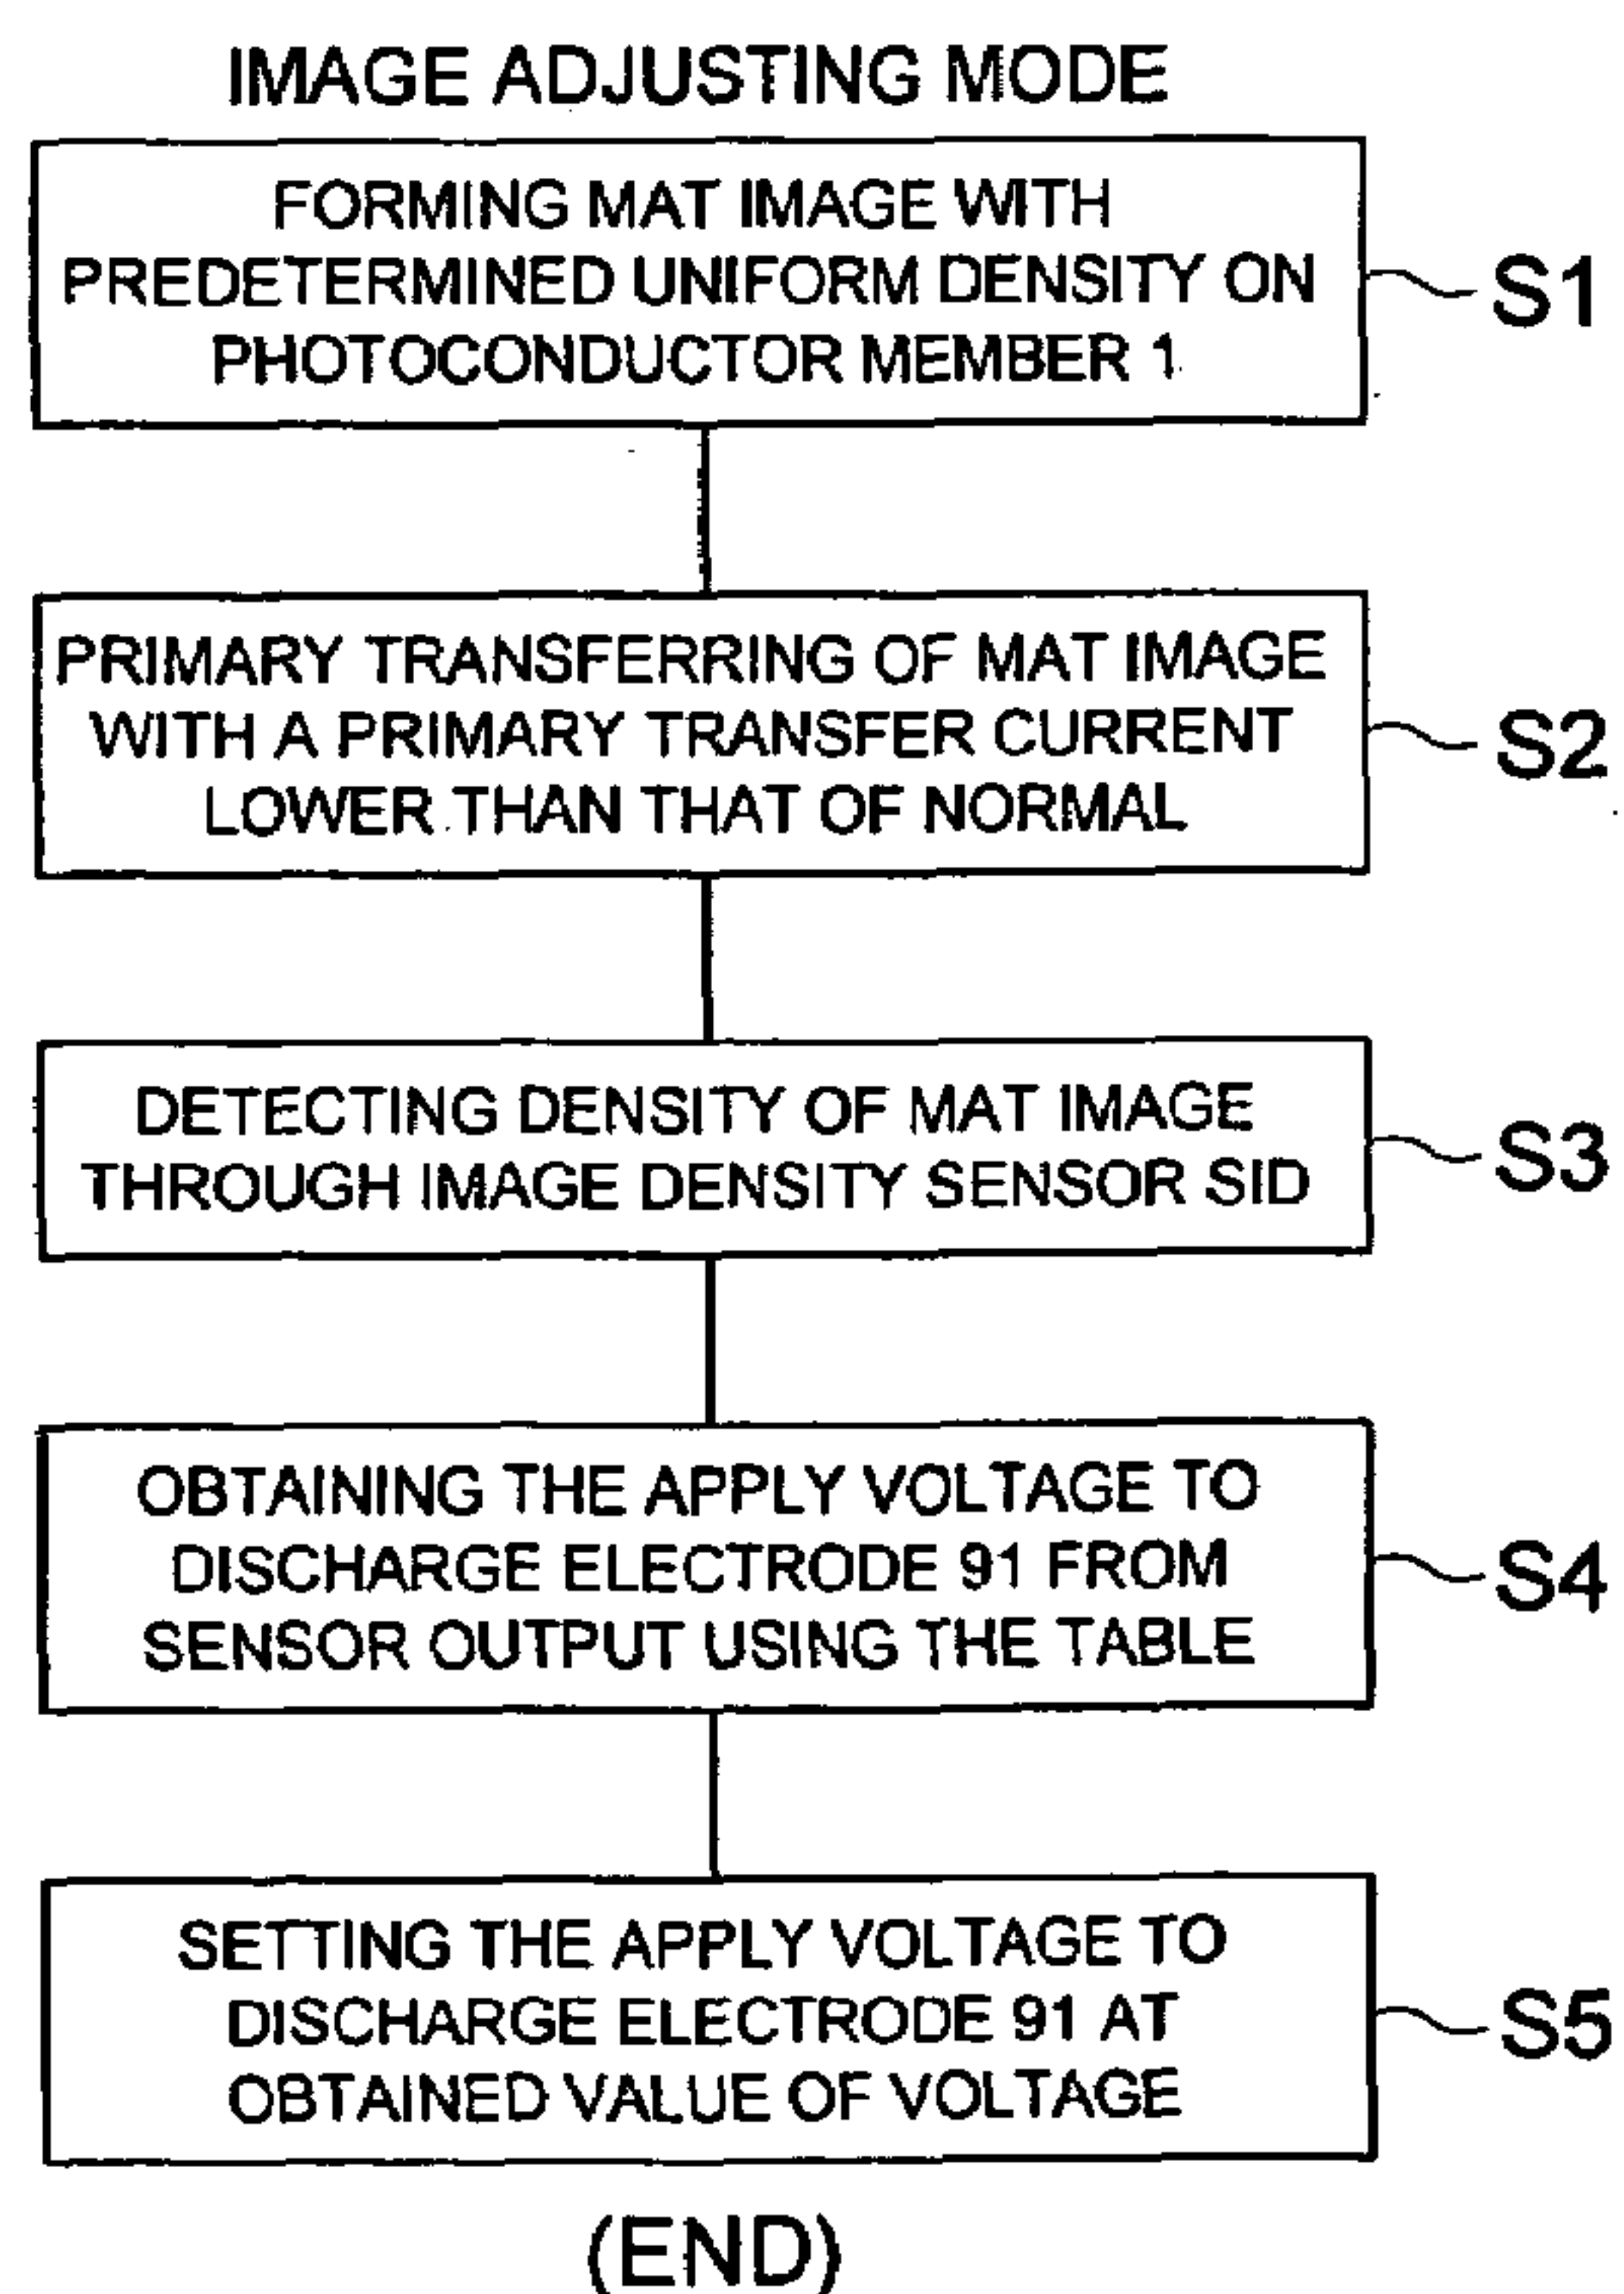 IMAGE ADJUSTING MODE
FORMING MAT IMAGE WITH
PREDETERMINED UNIFORM DENSITY ON
PHOTOCONDUCTOR MEMBER 1
S1
PRIMARY TRANSFERRING OF MAT IMAGE
WITH A PRIMARY TRANSFER CURRENT
LOWER THAN THAT OF NORMAL
S2
DETECTING DENSITY OF MAT IMAGE
THROUGH IMAGE DENSITY SENSOR SID
S3
OBTAINING THE APPLY VOLTAGE TO
DISCHARGE ELECTRODE 91 FROM
SENSOR OUTPUT USING THE TABLE
S4
SETTING THE APPLY VOLTAGE TO
DISCHARGE ELECTRODE 91 AT
OBTAINED VALUE OF VOLTAGE
S5
(END)